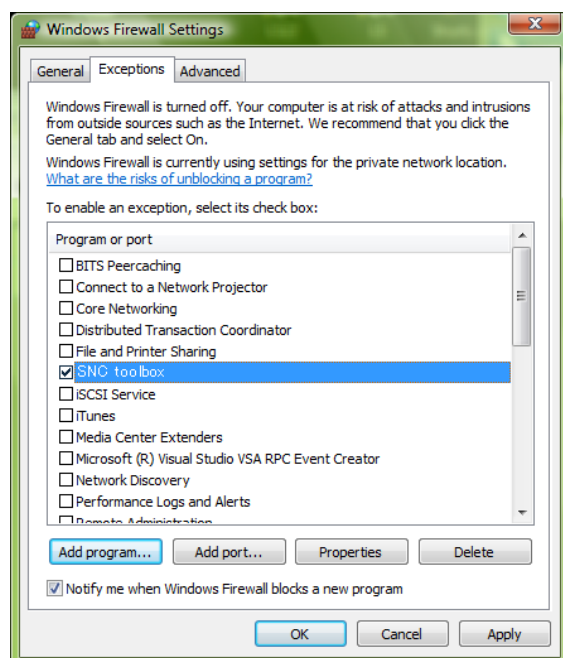 Windows Firewall Settings
General Exceptions Advanced
Windows Firewall is turned off. Your computer is at risk of attacks and intrusions
from outside sources such as the Internet. We recommend that you click the
General tab and select On.
Windows Firewall is currently using settings for the private network location.
What are the risks of unblocking a program?
To enable an exception, select its check box:
Program or port
BITS Peercaching
Connect to a Network Projector
Core Networking
Distributed Transaction Coordinator
File and Printer Sharing
SNC toolbox
iSCSI Service
iTunes
Media Center Extenders
Microsoft (R) Visual Studio VSA RPC Event Creator
Network Discovery
Performance Logs and Alerts
Remote Administration
Add program... Add port... Properties Delete
Notify me when Windows Firewall blocks a new program
OK Cancel Apply